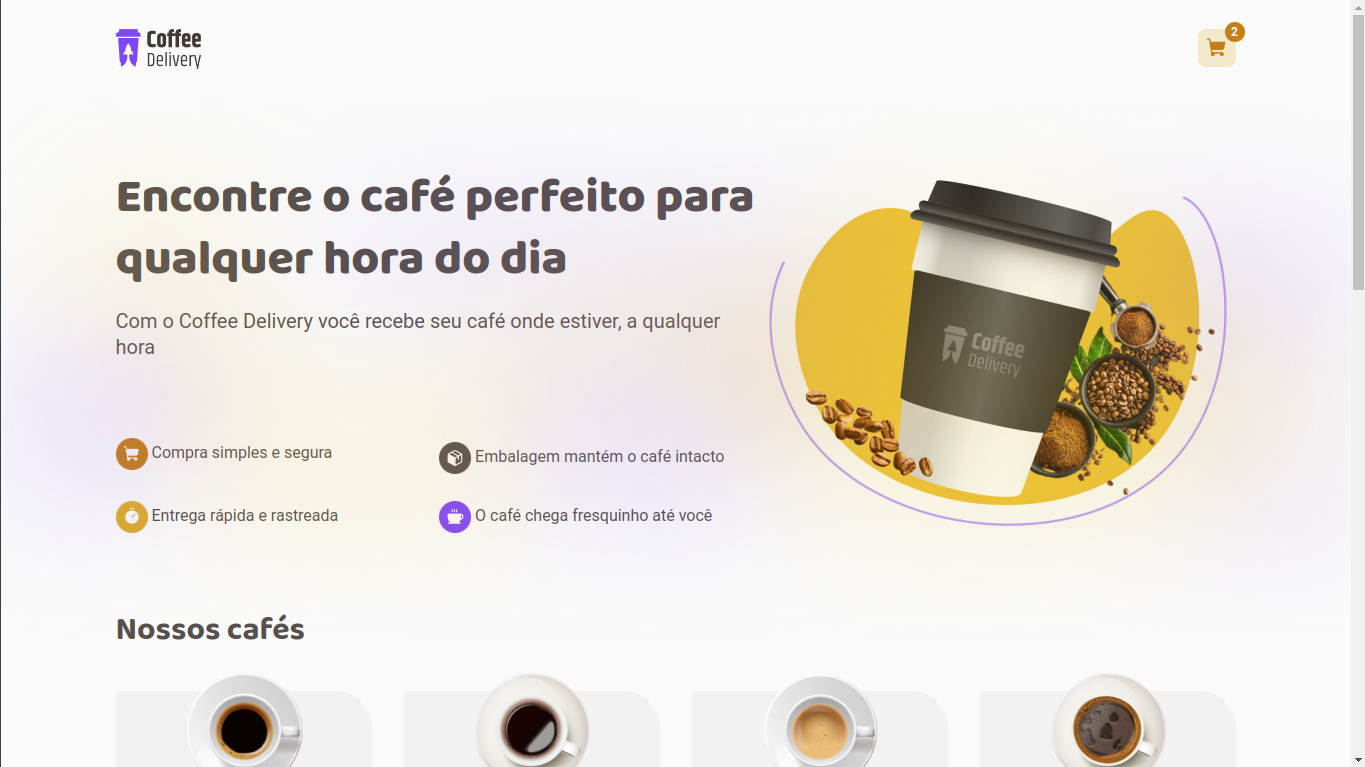 Coffee
Delivery
2
Encontre o café perfeito para
qualquer hora do dia
Com o Coffee Delivery você recebe seu café onde estiver, a qualquer
hora
Coffee
Delivery
Compra simples e segura
Embalagem mantém o café intacto
Entrega rápida e rastreada
O café chega fresquinho até você
Nossos cafés